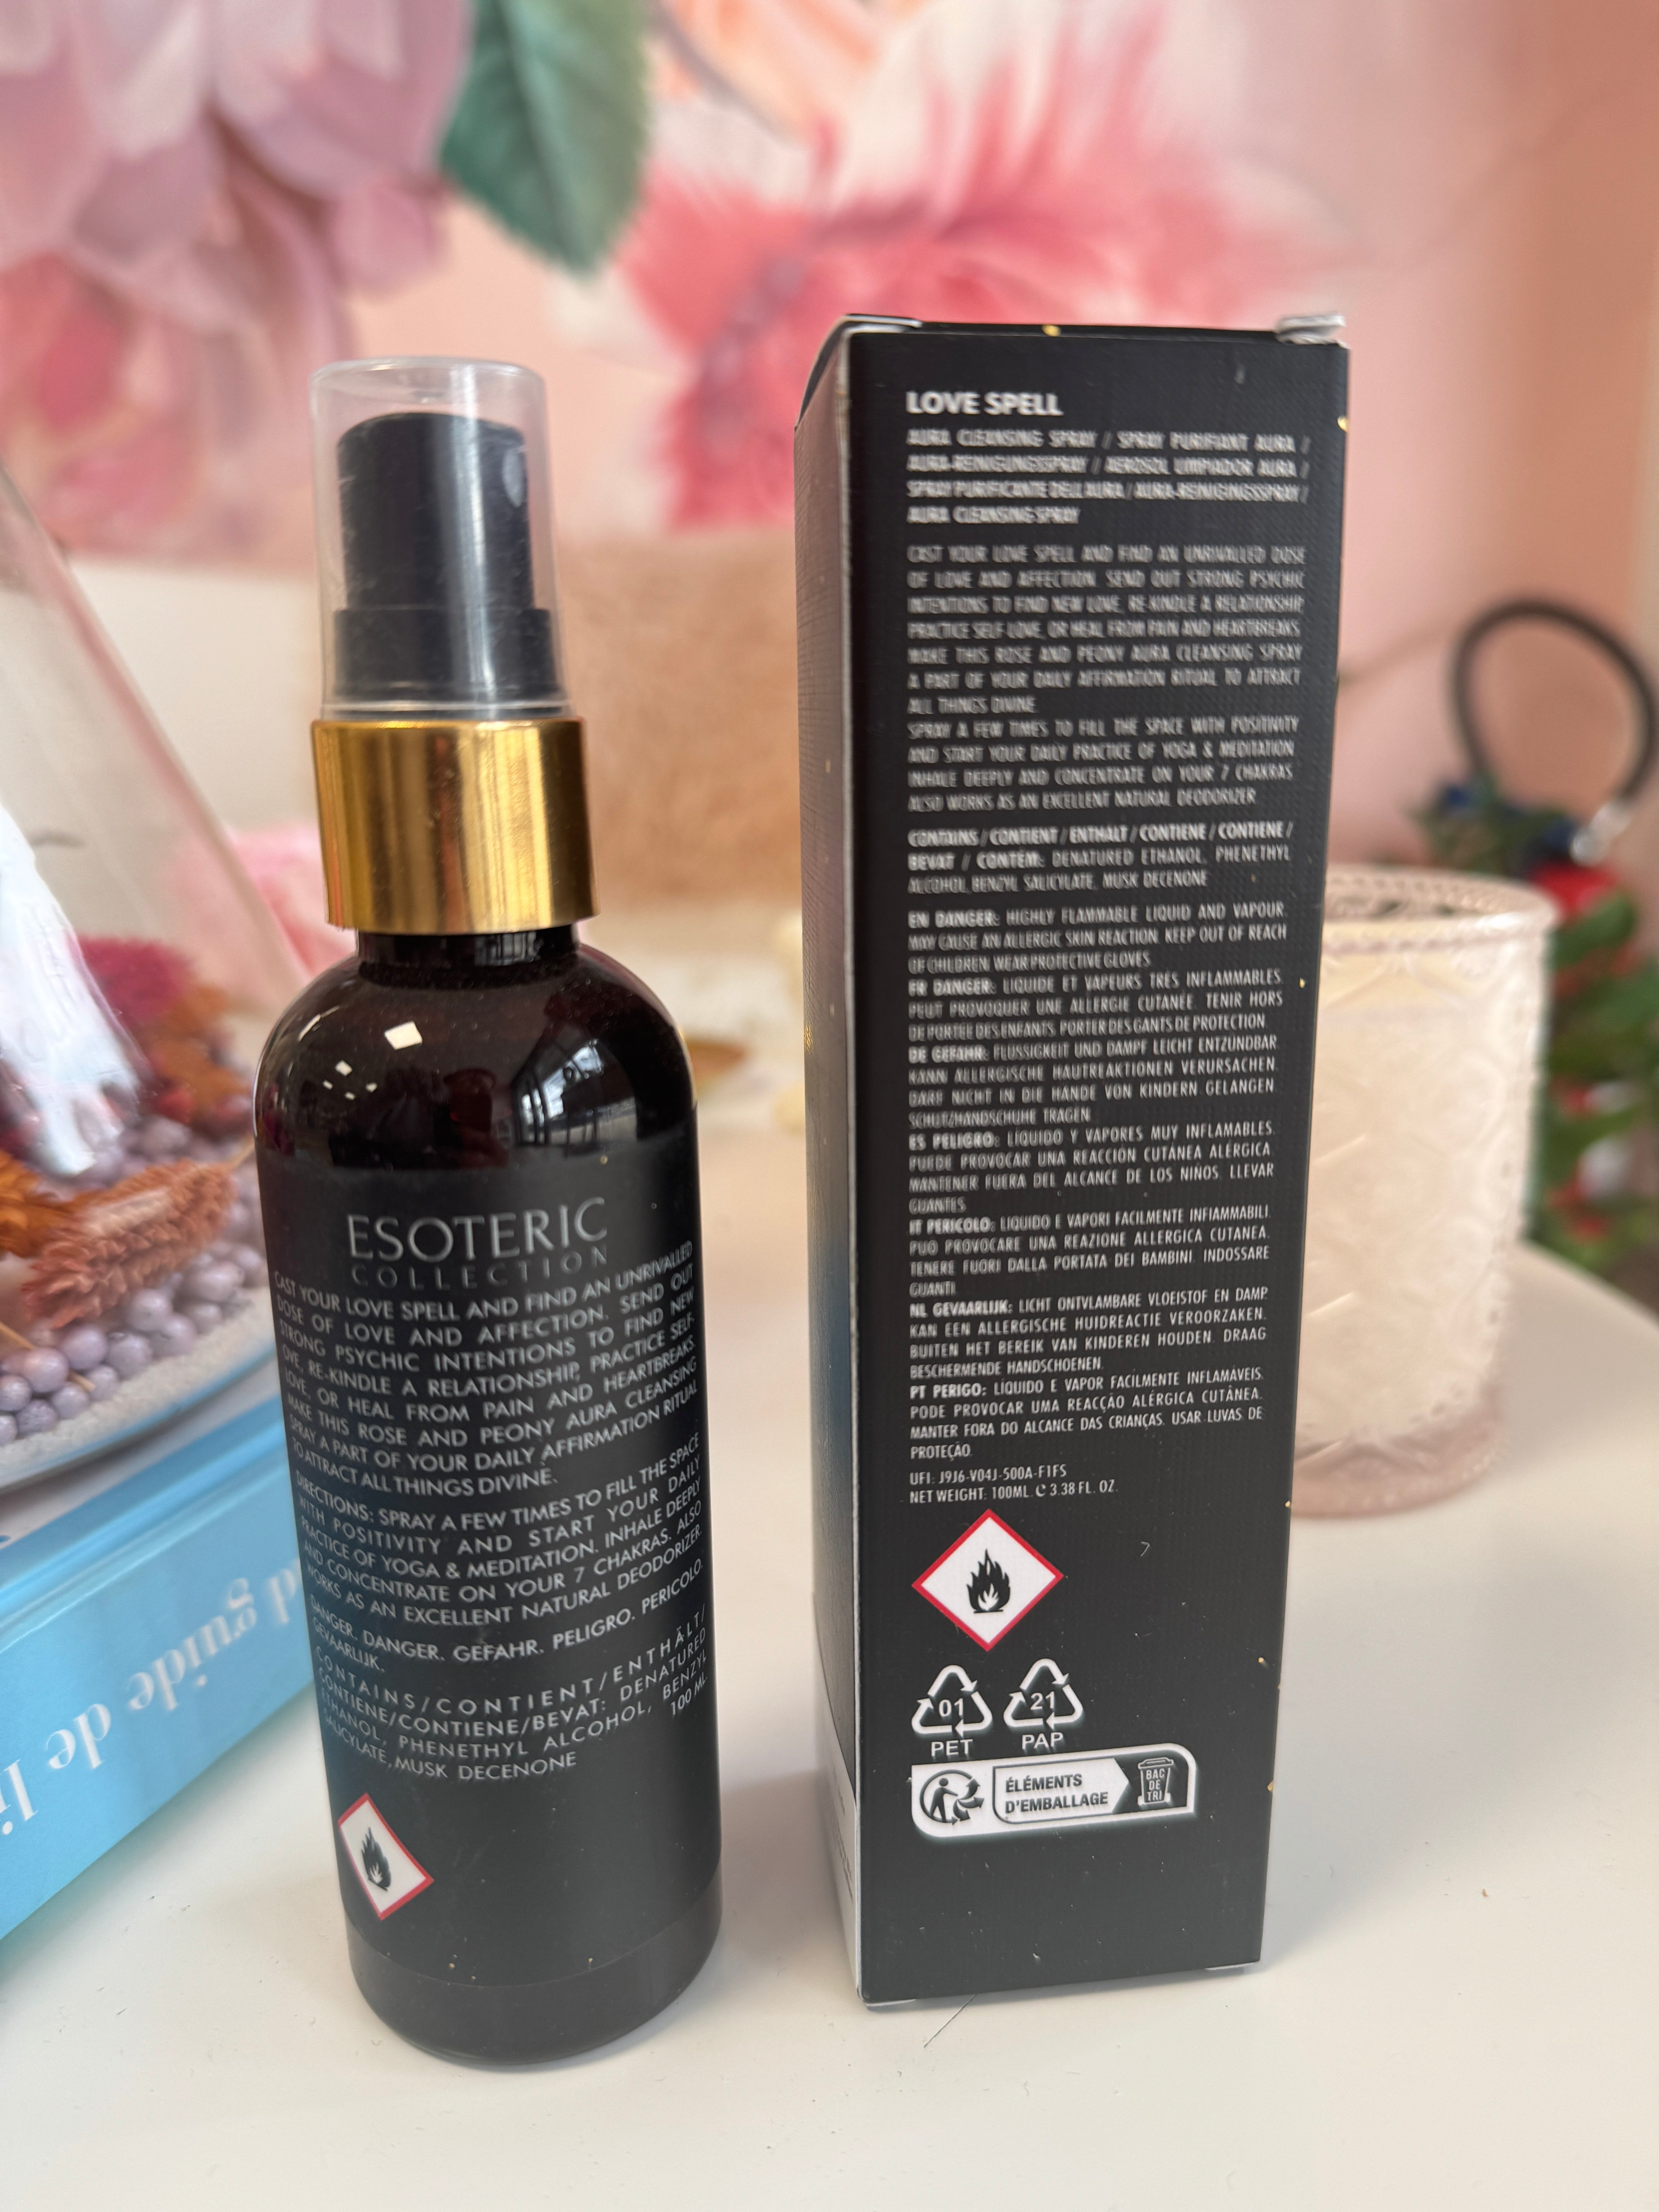 ESOTERIC
COLLECTION
CAST YOUR LOVE SPELL AND FIND AN UNRIVALLED
DOSE OF LOVE AND AFFECTION. SEND OUT
STRONG PSYCHIC INTENTIONS TO FIND NEW
OVE, RE-KINDLE A RELATIONSHIP, PRACTICE SELF-
LOVE, OR HEAL FROM PAIN AND HEARTBREAKS.
MAKE THIS ROSE AND PEONY AURA CLEANSING
SPRAY A PART OF YOUR DAILY AFFIRMATION RITUAL
TO ATTRACT ALL THINGS DIVINE.
DIRECTIONS: SPRAY A FEW TIMES TO FILL THE SPACE
WITH POSITIVITY AND START YOUR DAILY
PRACTICE OF YOGA & MEDITATION. INHALE DEEPLY
AND CONCENTRATE ON YOUR 7 CHAKRAS. ALSO
WORKS AS AN EXCELLENT NATURAL DEODORIZER.
DANGER. DANGER. GEFAHR. PELIGRO. PERICOLO.
GEVAARLIJK.
CONTAINS/CONTIENT/ENTHÄLT/
CONTIENE/CONTIENE/BEVAT: DENATURED
ETHANOL, PHENETHYL ALCOHOL, BENZYL
SALICYLATE, MUSK DECENONE
100 ML.
LOVE SPELL
AURA CLEANSING SPRAY / SPRAY PURIFIANT AURA /
AURA-REINIGUNGSSPRAY / AEROSOL LIMPIADOR AURA /
SPRAY PURIFICANTE DELL'AURA / AURA-REINIGINGSSPRAY /
AURA CLEANSING SPRAY
CAST YOUR LOVE SPELL AND FIND AN UNRIVALLED DOSE
OF LOVE AND AFFECTION. SEND OUT STRONG PSYCHIC
INTENTIONS TO FIND NEW LOVE, RE-KINDLE A RELATIONSHIP,
PRACTICE SELF-LOVE, OR HEAL FROM PAIN AND HEARTBREAKS.
MAKE THIS ROSE AND PEONY AURA CLEANSING SPRAY
A PART OF YOUR DAILY AFFIRMATION RITUAL TO ATTRACT
ALL THINGS DIVINE.
SPRAY A FEW TIMES TO FILL THE SPACE WITH POSITIVITY
AND START YOUR DAILY PRACTICE OF YOGA & MEDITATION.
INHALE DEEPLY AND CONCENTRATE ON YOUR 7 CHAKRAS.
ALSO WORKS AS AN EXCELLENT NATURAL DEODORIZER.
CONTAINS / CONTIENT / ENTHÄLT / CONTIENE / CONTIENE /
BEVAT / CONTÉM: DENATURED ETHANOL, PHENETHYL
ALCOHOL, BENZYL SALICYLATE, MUSK DECENONE
EN DANGER: HIGHLY FLAMMABLE LIQUID AND VAPOUR.
MAY CAUSE AN ALLERGIC SKIN REACTION. KEEP OUT OF REACH
OF CHILDREN. WEAR PROTECTIVE GLOVES.
FR DANGER: LIQUIDE ET VAPEURS TRÈS INFLAMMABLES.
PEUT PROVOQUER UNE ALLERGIE CUTANÉE. TENIR HORS
DE PORTÉE DES ENFANTS. PORTER DES GANTS DE PROTECTION.
DE GEFAHR: FLÜSSIGKEIT UND DAMPF LEICHT ENTZÜNDBAR.
KANN ALLERGISCHE HAUTREAKTIONEN VERURSACHEN.
DARF NICHT IN DIE HÄNDE VON KINDERN GELANGEN.
SCHUTZHANDSCHUHE TRAGEN.
ES PELIGRO: LÍQUIDO Y VAPORES MUY INFLAMABLES.
PUEDE PROVOCAR UNA REACCIÓN CUTÁNEA ALÉRGICA.
MANTENER FUERA DEL ALCANCE DE LOS NIÑOS. LLEVAR
GUANTES.
IT PERICOLO: LIQUIDO E VAPORI FACILMENTE INFIAMMABILI.
PUÒ PROVOCARE UNA REAZIONE ALLERGICA CUTANEA.
TENERE FUORI DALLA PORTATA DEI BAMBINI. INDOSSARE
GUANTI.
NL GEVAARLIJK: LICHT ONTVLAMBARE VLOEISTOF EN DAMP.
KAN EEN ALLERGISCHE HUIDREACTIE VEROORZAKEN.
BUITEN HET BEREIK VAN KINDEREN HOUDEN. DRAAG
BESCHERMENDE HANDSCHOENEN.
PT PERIGO: LÍQUIDO E VAPOR FACILMENTE INFLAMÁVEIS.
PODE PROVOCAR UMA REACÇÃO ALÉRGICA CUTÂNEA.
MANTER FORA DO ALCANCE DAS CRIANÇAS. USAR LUVAS DE
PROTEÇÃO.
UFI: J9J6-V04J-500A-F1FS
NET WEIGHT: 100ML ℮ 3.38 FL. OZ.
01 21
PET PAP
ÉLÉMENTS
D'EMBALLAGE
BAC
DE
TRI
guide de